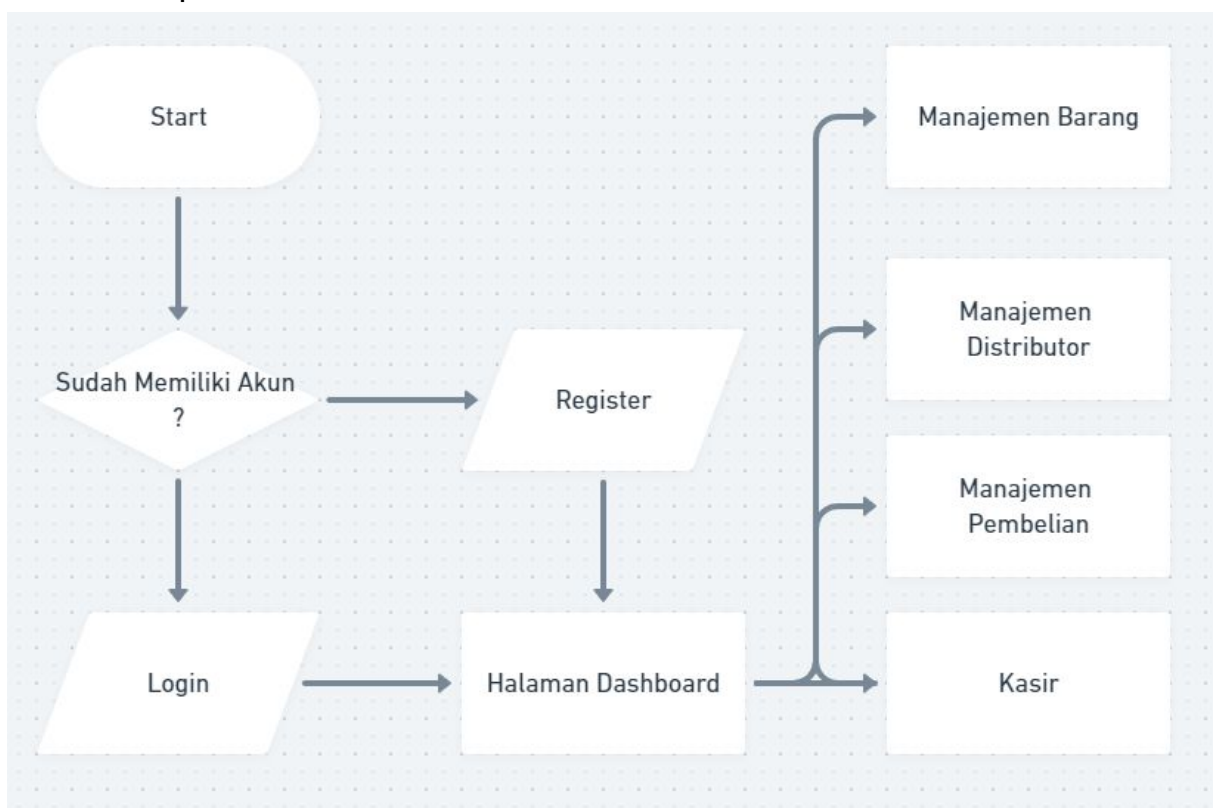 Start
Manajemen Barang
Manajemen
Distributor
Sudah Memiliki Akun
?
Register
Manajemen
Pembelian
Login
Halaman Dashboard
Kasir